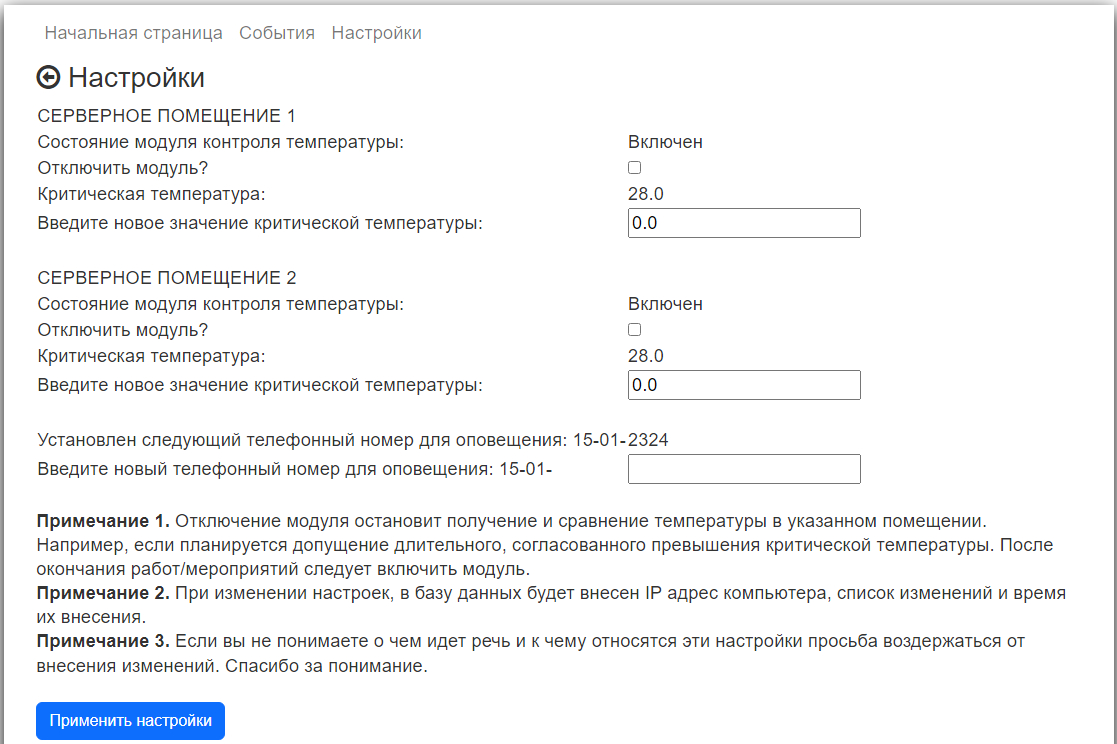 Начальная страница События Настройки
Настройки
СЕРВЕРНОЕ ПОМЕЩЕНИЕ 1
Состояние модуля контроля температуры: Включен
Отключить модуль?
Критическая температура: 28.0
Введите новое значение критической температуры: 0.0
СЕРВЕРНОЕ ПОМЕЩЕНИЕ 2
Состояние модуля контроля температуры: Включен
Отключить модуль?
Критическая температура: 28.0
Введите новое значение критической температуры: 0.0
Установлен следующий телефонный номер для оповещения: 15-01-2324
Введите новый телефонный номер для оповещения: 15-01-
Примечание 1. Отключение модуля остановит получение и сравнение температуры в указанном помещении.
Например, если планируется допущение длительного, согласованного превышения критической температуры. После
окончания работ/мероприятий следует включить модуль.
Примечание 2. При изменении настроек, в базу данных будет внесен IP адрес компьютера, список изменений и время
их внесения.
Примечание 3. Если вы не понимаете о чем идет речь и к чему относятся эти настройки просьба воздержаться от
внесения изменений. Спасибо за понимание.
Применить настройки